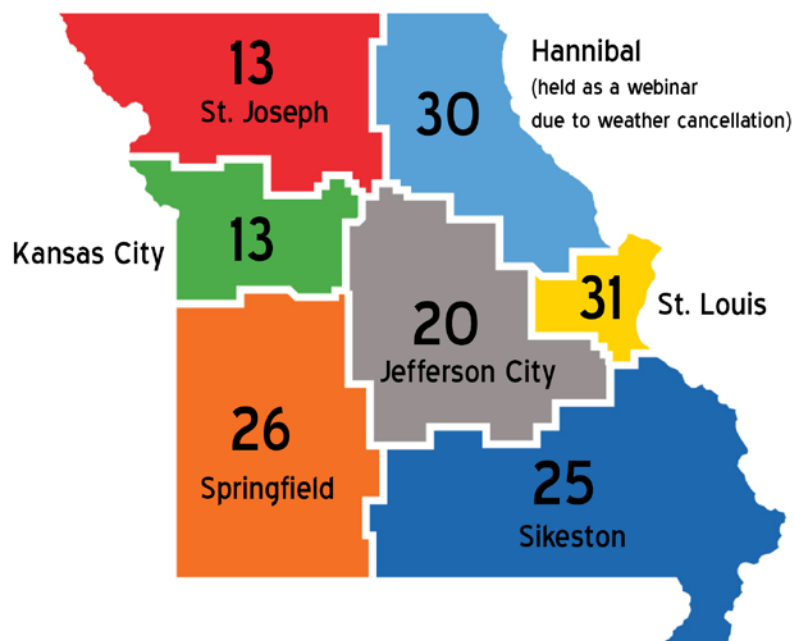 13
St. Joseph
30
Hannibal
(held as a webinar
due to weather cancellation)
Kansas City
13
31
St. Louis
20
Jefferson City
26
Springfield
25
Sikeston